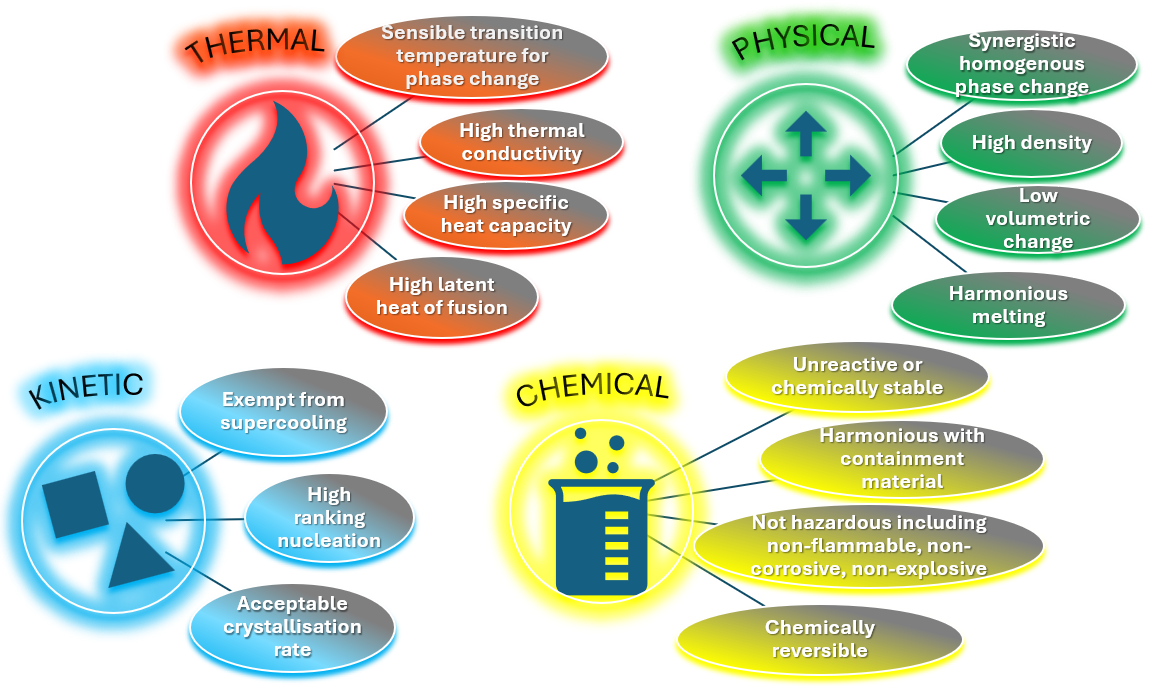 THERMAL
Sensible transition
temperature for
phase change
High thermal
conductivity
High specific
heat capacity
High latent
heat of fusion
PHYSICAL
Synergistic
homogenous
phase change
High density
Low
volumetric
change
Harmonious
melting
KINETIC
Exempt from
supercooling
High
ranking
nucleation
Acceptable
crystallisation
rate
CHEMICAL
Unreactive or
chemically stable
Harmonious with
containment
material
Not hazardous including
non-flammable, non-
corrosive, non-explosive
Chemically
reversible